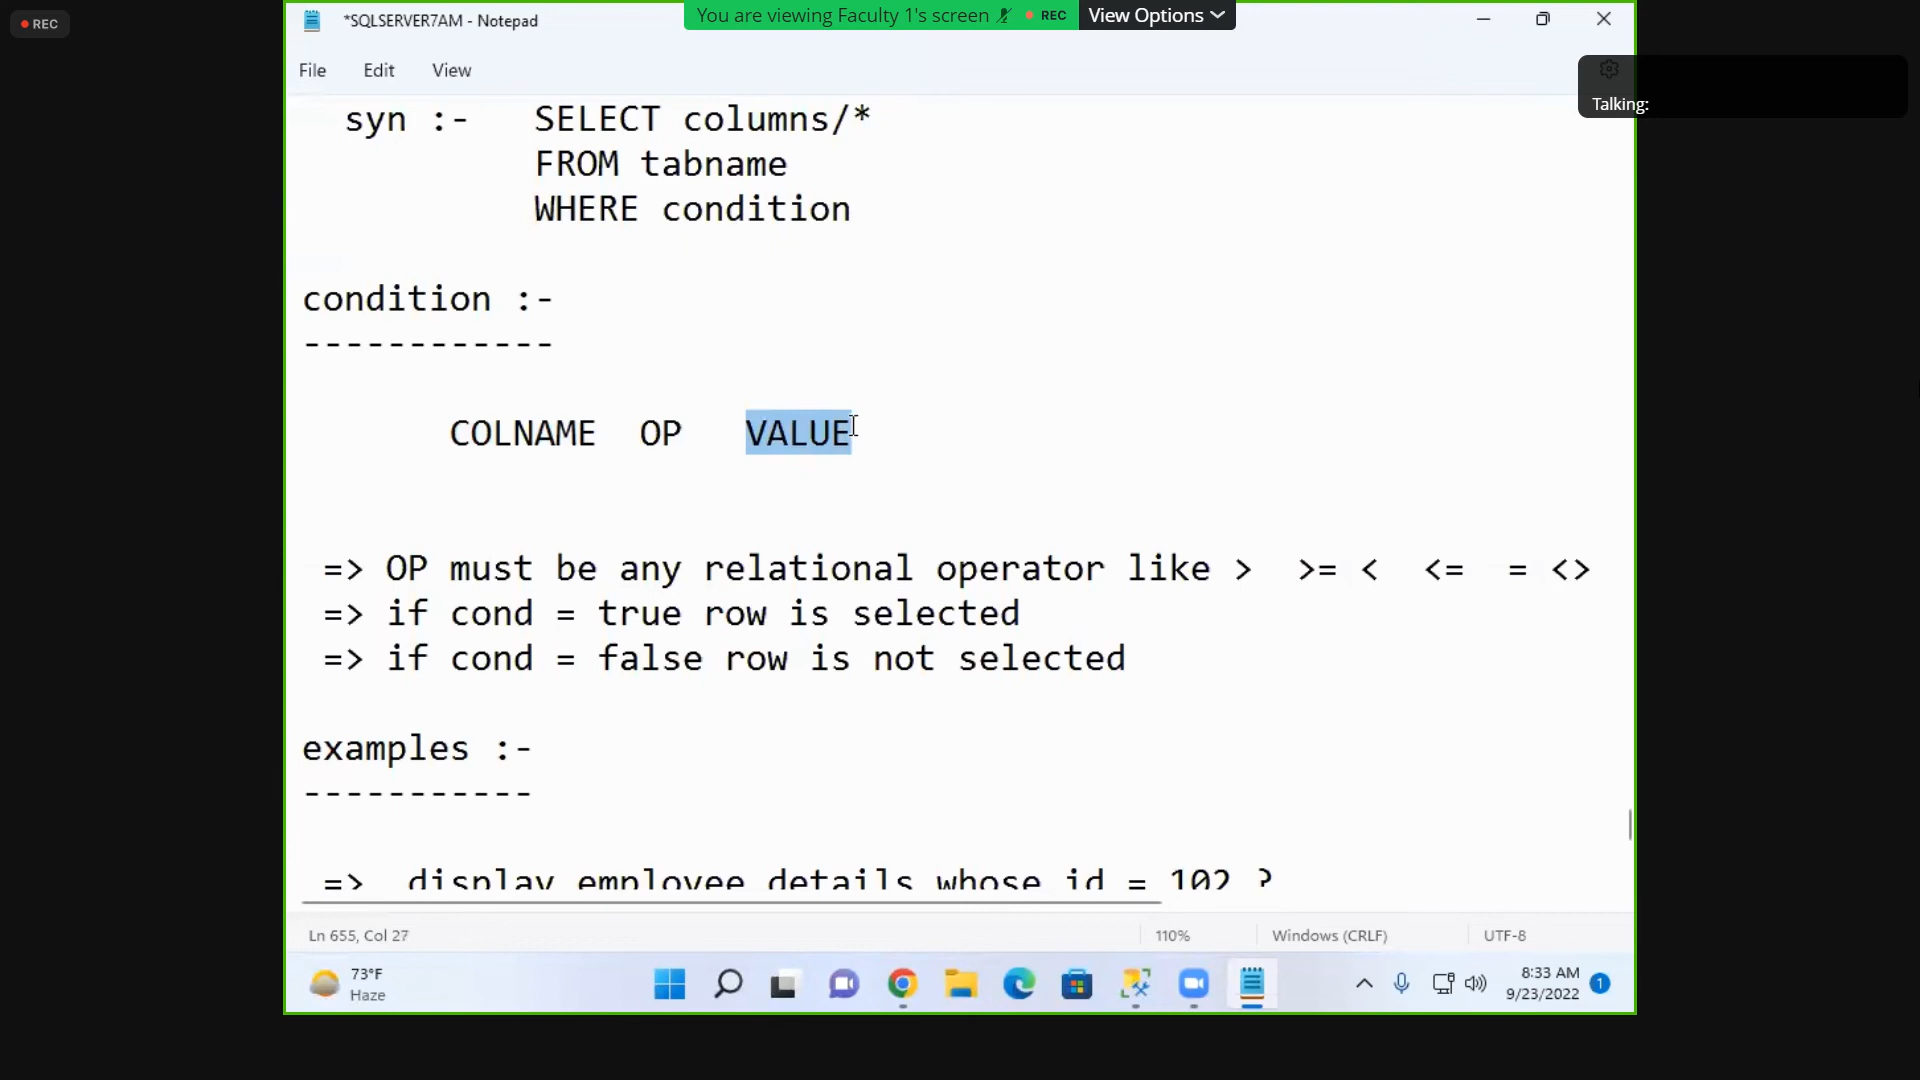 REC
*SQLSERVER7AM - Notepad
You are viewing Faculty 1's screen
REC
View Options
File Edit View
Talking:
syn :- SELECT columns/*
FROM tabname
WHERE condition
condition :-
------------
COLNAME OP VALUE
=> OP must be any relational operator like > >= < <= = <>
=> if cond = true row is selected
=> if cond = false row is not selected
examples :-
-----------
=> display employee details whose id = 102 ?
Ln 655, Col 27
110%
Windows (CRLF)
UTF-8
73°F
Haze
8:33 AM
9/23/2022
1